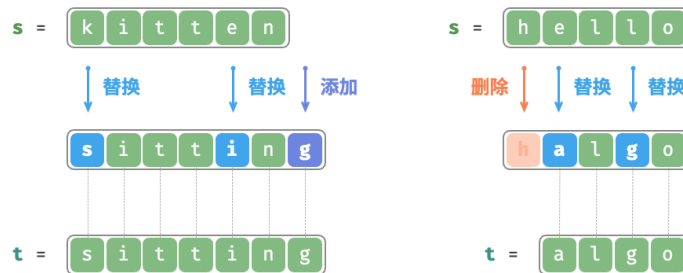 s = k i t t e n
替换 替换 添加
s i t t i n g
t = s i t t i n g
s = h e l l o
删除 替换 替换
h a l g o
t = a l g o